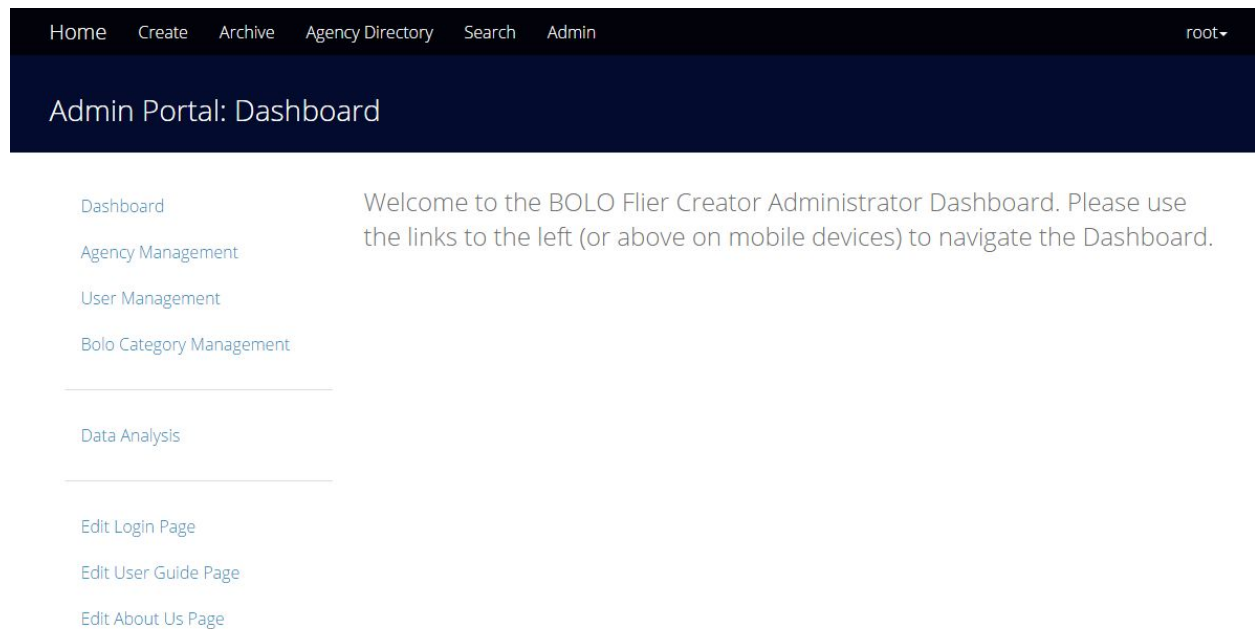 Home Create Archive Agency Directory Search Admin root
Admin Portal: Dashboard
Dashboard
Agency Management
User Management
Bolo Category Management
Data Analysis
Edit Login Page
Edit User Guide Page
Edit About Us Page
Welcome to the BOLO Flier Creator Administrator Dashboard. Please use
the links to the left (or above on mobile devices) to navigate the Dashboard.